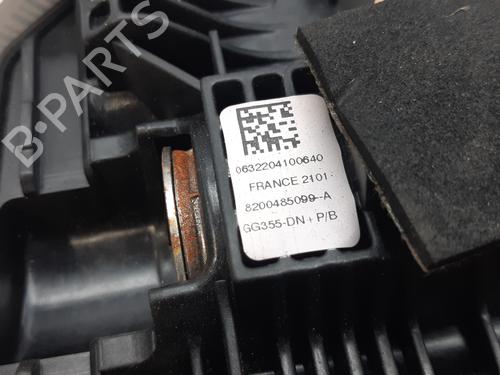 B-PARTS
0632204100640
FRANCE 2101
8200485099--A
GG355-DN + P/B